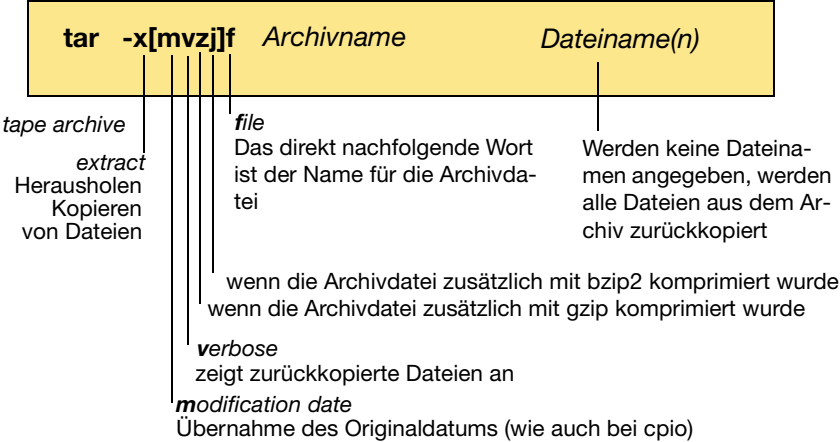 tar -x[mvzj]f Archivname Dateiname(n)
tape archive
extract
Herausholen
Kopieren
von Dateien
file
Das direkt nachfolgende Wort
ist der Name für die Archivda-
tei
Werden keine Dateina-
men angegeben, werden
alle Dateien aus dem Ar-
chiv zurückkopiert
wenn die Archivdatei zusätzlich mit bzip2 komprimiert wurde
wenn die Archivdatei zusätzlich mit gzip komprimiert wurde
verbose
zeigt zurückkopierte Dateien an
modification date
Übernahme des Originaldatums (wie auch bei cpio)